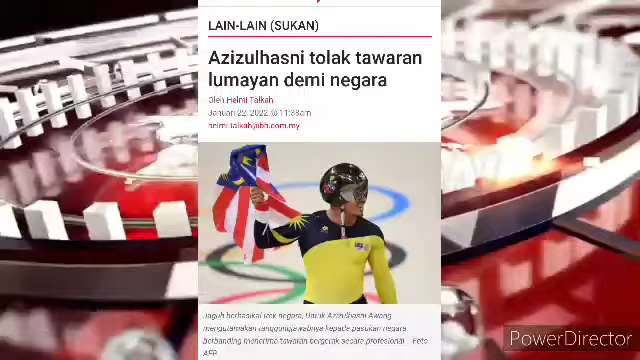 LAIN-LAIN (SUKAN)
Azizulhasni tolak tawaran
lumayan demi negara
Oleh Helmi Talkah
Januari 22, 2022 @ 11:38am
helmi.talkah@bh.com.my
Jaguh berbasikal trek negara, Datuk Azizulhasni Awang
mengutamakan tanggungjawabnya kepada pasukan negara
berbanding menerima tawaran bergerak secara profesional. - Foto
AFP
PowerDirector